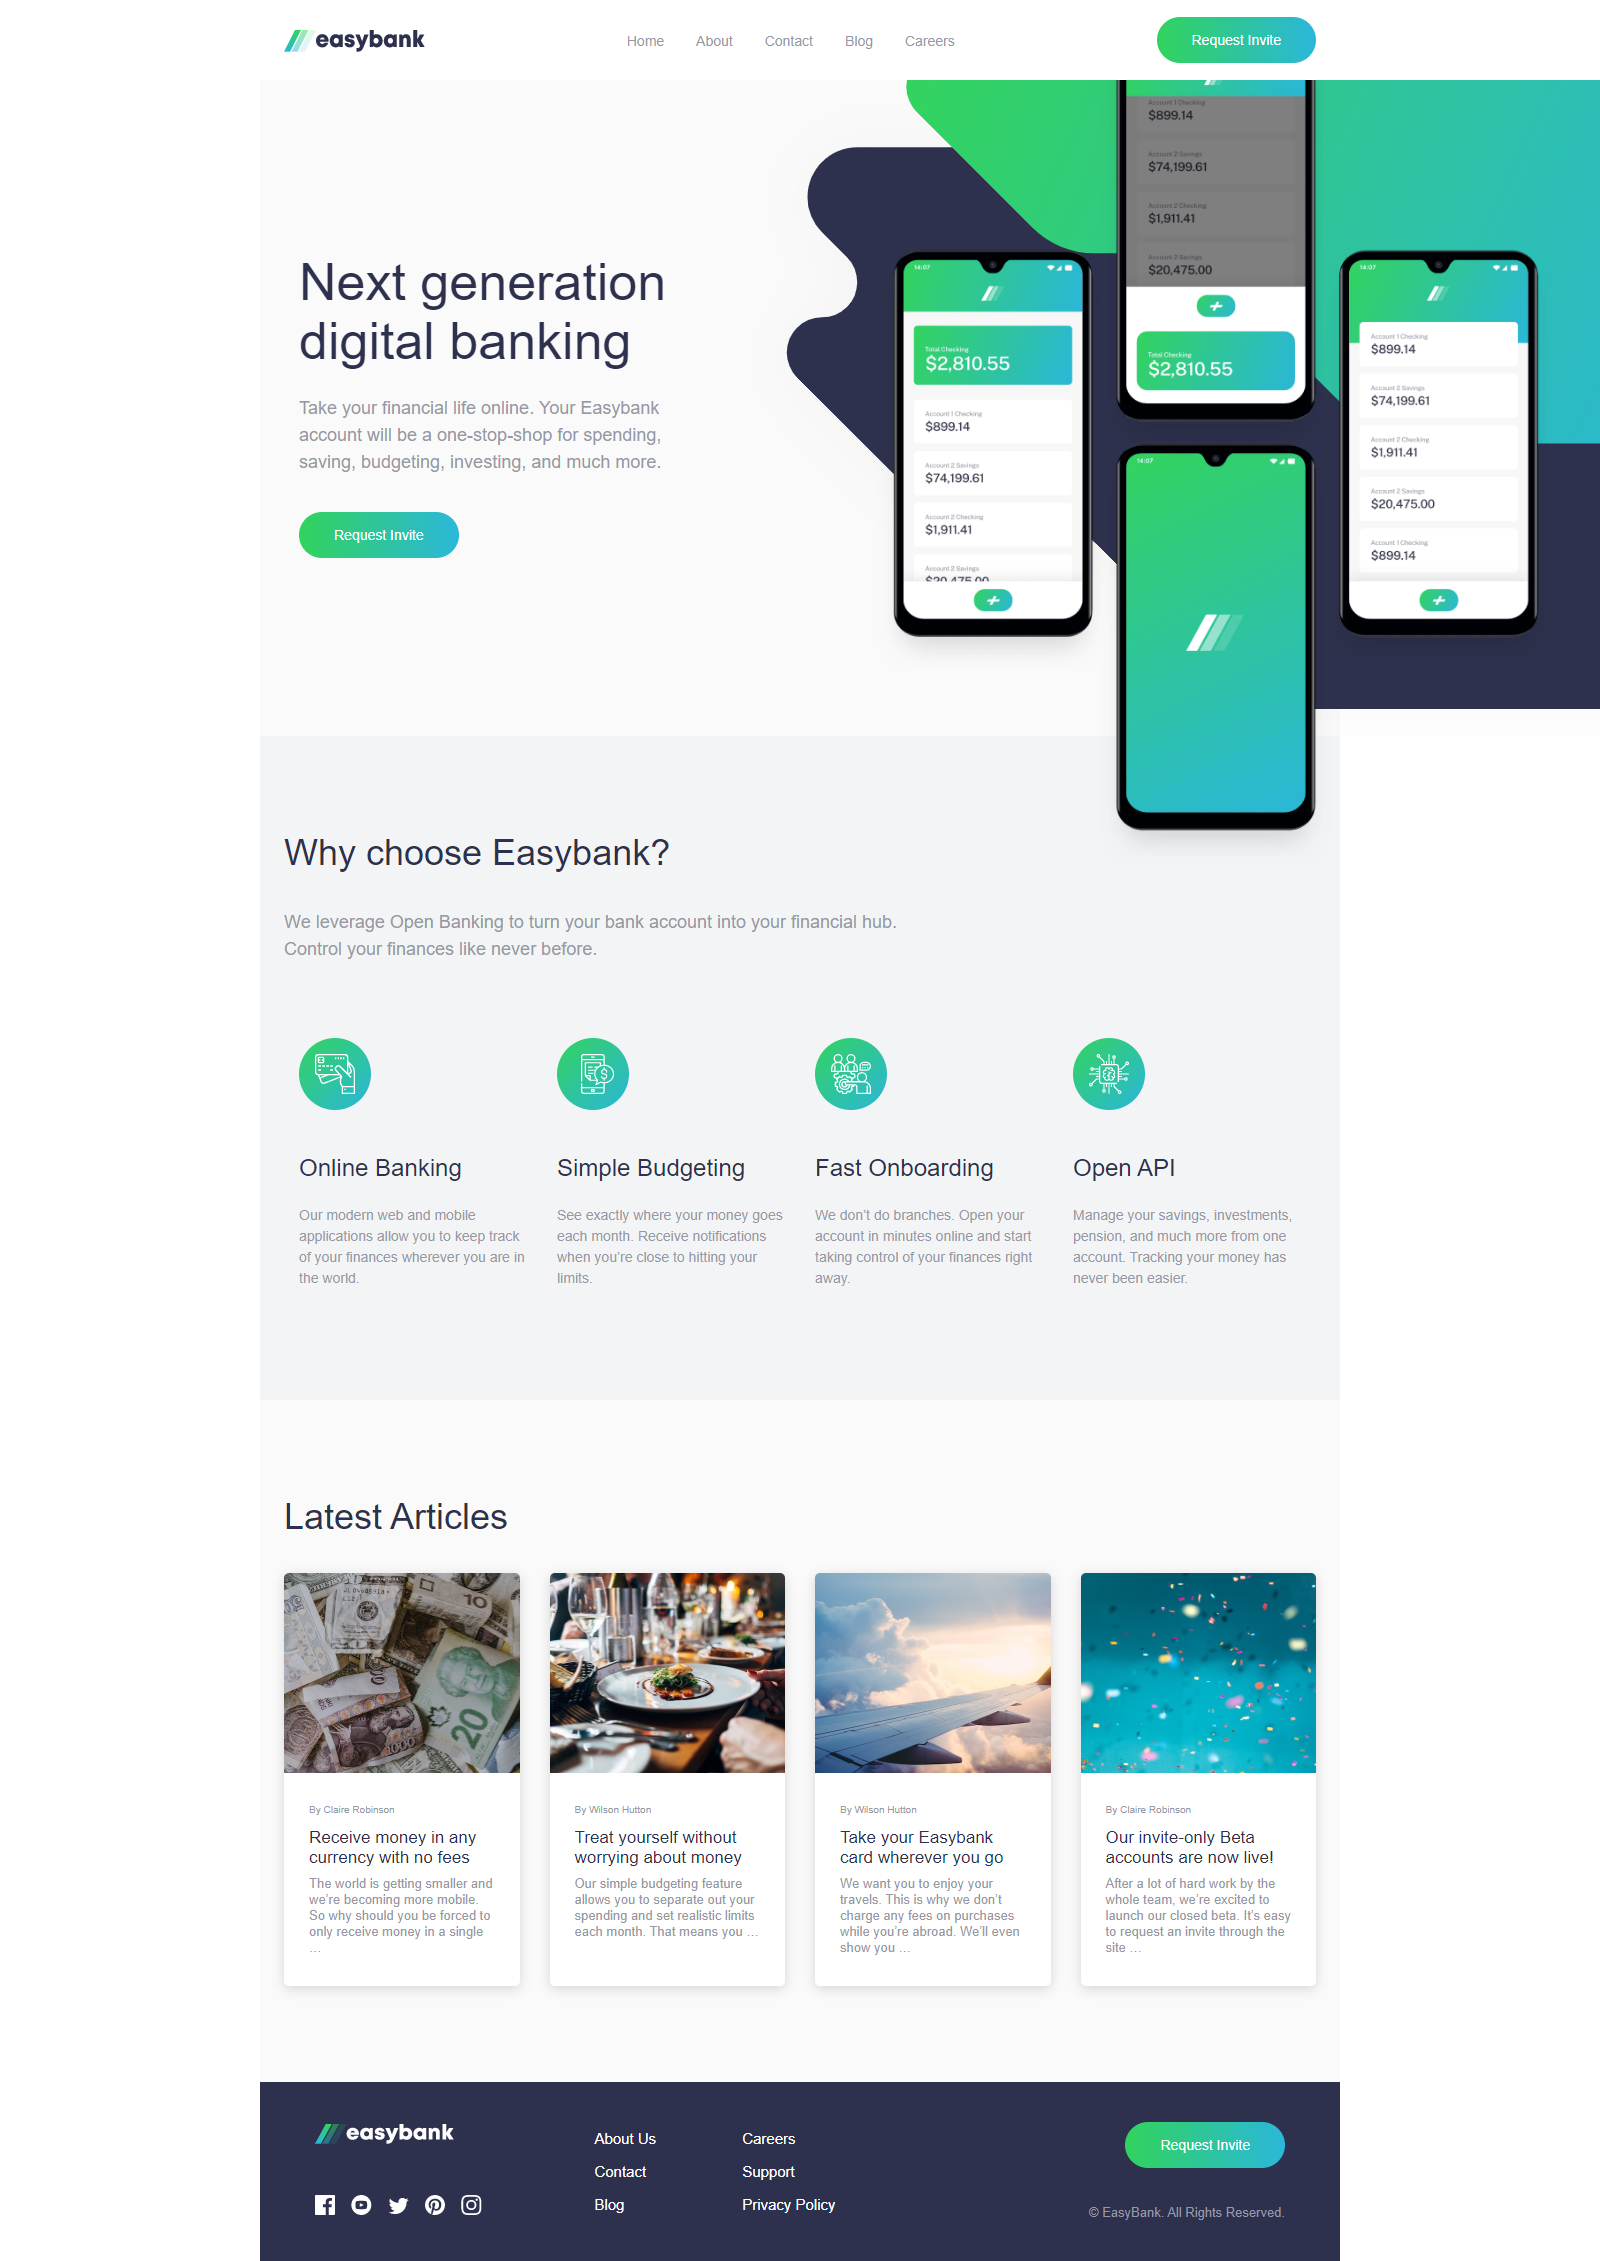 easybank
Home
About
Contact
Blog
Careers
Request Invite
Next generation
digital banking
Take your financial life online. Your Easybank
account will be a one-stop-shop for spending,
saving, budgeting, investing, and much more.
Request Invite
14:07
Total Checking
$2,810.55
Account 1 Checking
$899.14
Account 2 Savings
$74,199.61
Account 2 Checking
$1,911.41
Account 2 Savings
$20,475.00
Account 1 Checking
$899.14
Account 2 Savings
$74,199.61
Account 2 Checking
$1,911.41
Account 2 Savings
$20,475.00
Total Checking
$2,810.55
14:07
14:07
Account 1 Checking
$899.14
Account 2 Savings
$74,199.61
Account 2 Checking
$1,911.41
Account 2 Savings
$20,475.00
Account 1 Checking
$899.14
Why choose Easybank?
We leverage Open Banking to turn your bank account into your financial hub.
Control your finances like never before.
Online Banking
Our modern web and mobile
applications allow you to keep track
of your finances wherever you are in
the world.
Simple Budgeting
See exactly where your money goes
each month. Receive notifications
when you’re close to hitting your
limits.
Fast Onboarding
We don’t do branches. Open your
account in minutes online and start
taking control of your finances right
away.
Open API
Manage your savings, investments,
pension, and much more from one
account. Tracking your money has
never been easier.
Latest Articles
10
20
1000
By Claire Robinson
Receive money in any
currency with no fees
The world is getting smaller and
we’re becoming more mobile.
So why should you be forced to
only receive money in a single
…
By Wilson Hutton
Treat yourself without
worrying about money
Our simple budgeting feature
allows you to separate out your
spending and set realistic limits
each month. That means you …
By Wilson Hutton
Take your Easybank
card wherever you go
We want you to enjoy your
travels. This is why we don’t
charge any fees on purchases
while you’re abroad. We’ll even
show you …
By Claire Robinson
Our invite-only Beta
accounts are now live!
After a lot of hard work by the
whole team, we’re excited to
launch our closed beta. It’s easy
to request an invite through the
site …
easybank
About Us
Contact
Blog
Careers
Support
Privacy Policy
Request Invite
© EasyBank. All Rights Reserved.